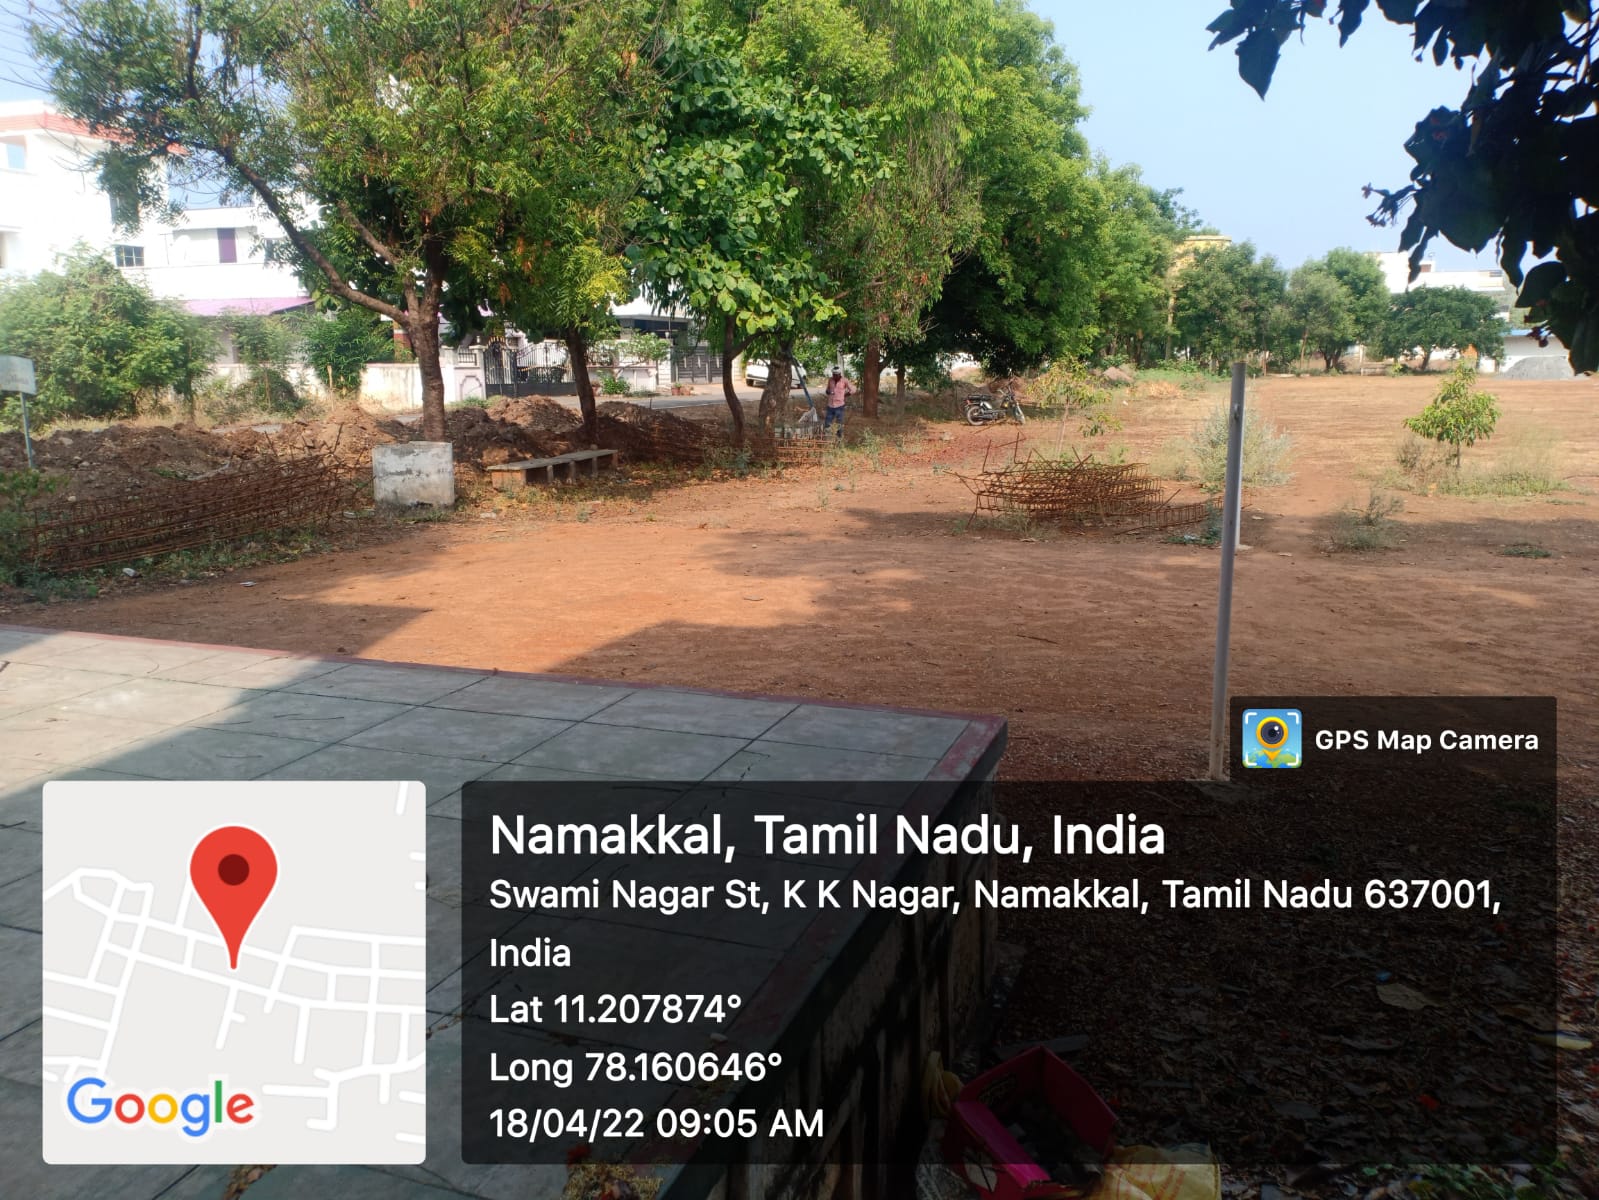 GPS Map Camera
Namakkal, Tamil Nadu, India
Swami Nagar St, K K Nagar, Namakkal, Tamil Nadu 637001,
India
Lat 11.207874°
Long 78.160646°
18/04/22 09:05 AM
Google